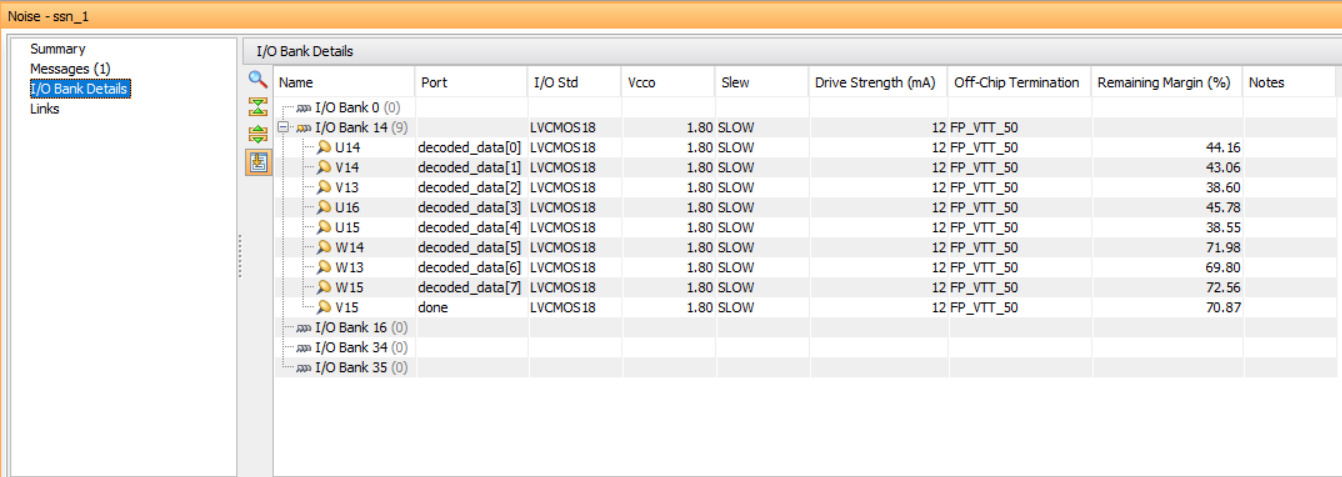 Noise - ssn_1
Summary
Messages (1)
I/O Bank Details
Links
I/O Bank Details
Name Port I/O Std Vcco Slew Drive Strength (mA) Off-Chip Termination Remaining Margin (%) Notes
I/O Bank 0 (0)
I/O Bank 14 (9) LVCMOS18 1.80 SLOW 12 FP_VTT_50
U14 decoded_data[0] LVCMOS18 1.80 SLOW 12 FP_VTT_50 44.16
V14 decoded_data[1] LVCMOS18 1.80 SLOW 12 FP_VTT_50 43.06
V13 decoded_data[2] LVCMOS18 1.80 SLOW 12 FP_VTT_50 38.60
U16 decoded_data[3] LVCMOS18 1.80 SLOW 12 FP_VTT_50 45.78
U15 decoded_data[4] LVCMOS18 1.80 SLOW 12 FP_VTT_50 38.55
W14 decoded_data[5] LVCMOS18 1.80 SLOW 12 FP_VTT_50 71.98
W13 decoded_data[6] LVCMOS18 1.80 SLOW 12 FP_VTT_50 69.80
W15 decoded_data[7] LVCMOS18 1.80 SLOW 12 FP_VTT_50 72.56
V15 done LVCMOS18 1.80 SLOW 12 FP_VTT_50 70.87
I/O Bank 16 (0)
I/O Bank 34 (0)
I/O Bank 35 (0)